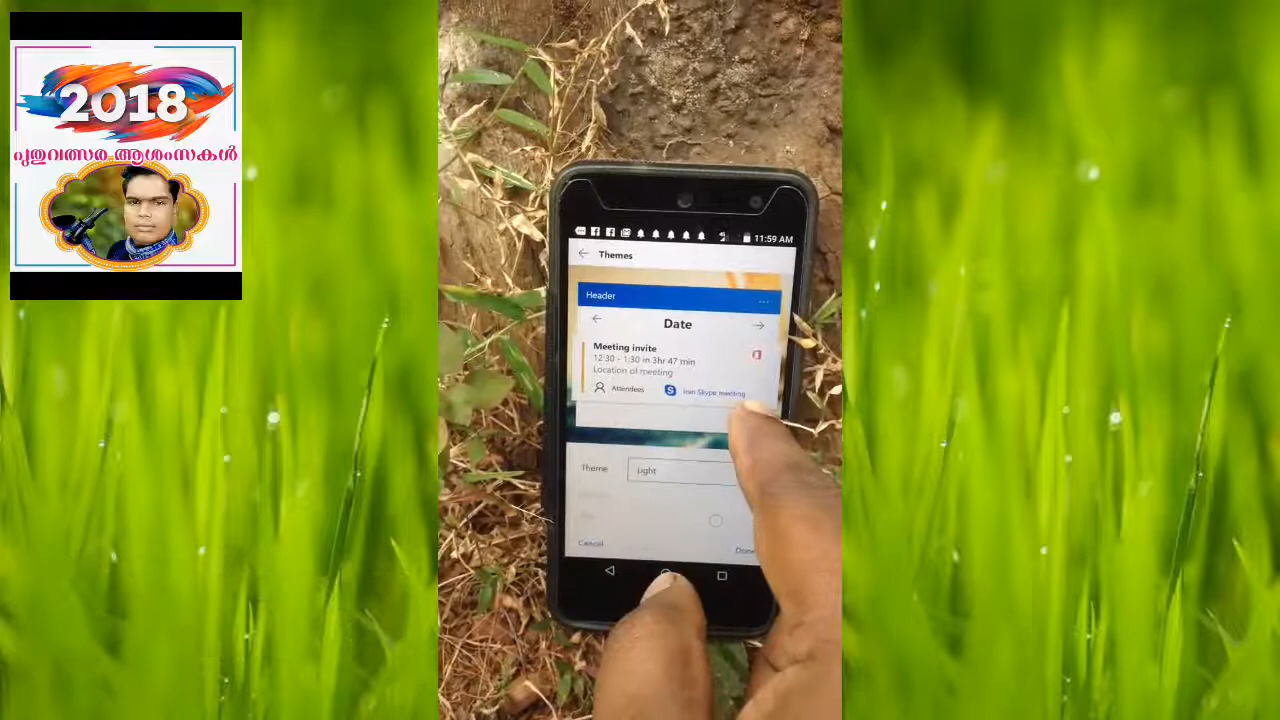 2018
പുതുവത്സര ആശംസകൾ
11:59 AM
Themes
Header
Date
Meeting invite
12:30 - 1:30 in 3hr 47 min
Location of meeting
Attendees
Join Skype meeting
Theme
Light
Cancel
Done